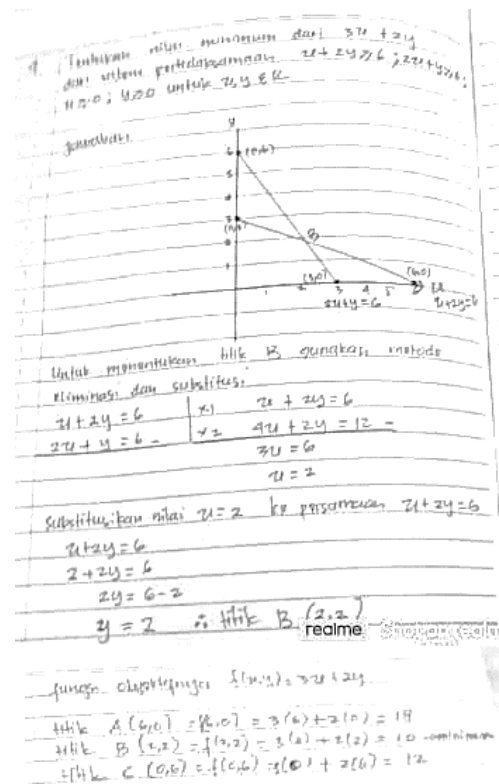 Tentukan nilai minimum dari 3x + 2y
dari sistem pertidaksamaan x + 2y ≥ 6 ; 2x + y ≥ 6 ;
x ≥ 0 ; y ≥ 0 untuk x, y ∈ R
jawaban
y
6 (0,6)
5
4
3
2
B
1
(3,0) (6,0)
1 2 3 4 5 x
2x+y=6 x+2y=6
Untuk menentukan titik B gunakan metode
eliminasi dan substitusi
x + 2y = 6 | x1 x + 2y = 6
2x + y = 6 - | x2 4x + 2y = 12 -
3x = 6
x = 2
substitusikan nilai x = 2 ke persamaan x + 2y = 6
x + 2y = 6
2 + 2y = 6
2y = 6 - 2
y = 2 ∴ titik B (2,2)
realme
fungsi objektifnya f(x,y) = 3x + 2y
titik A (6,0) = f(6,0) = 3(6) + 2(0) = 18
titik B (2,2) = f(2,2) = 3(2) + 2(2) = 10 minimum
titik C (0,6) = f(0,6) = 3(0) + 2(6) = 12